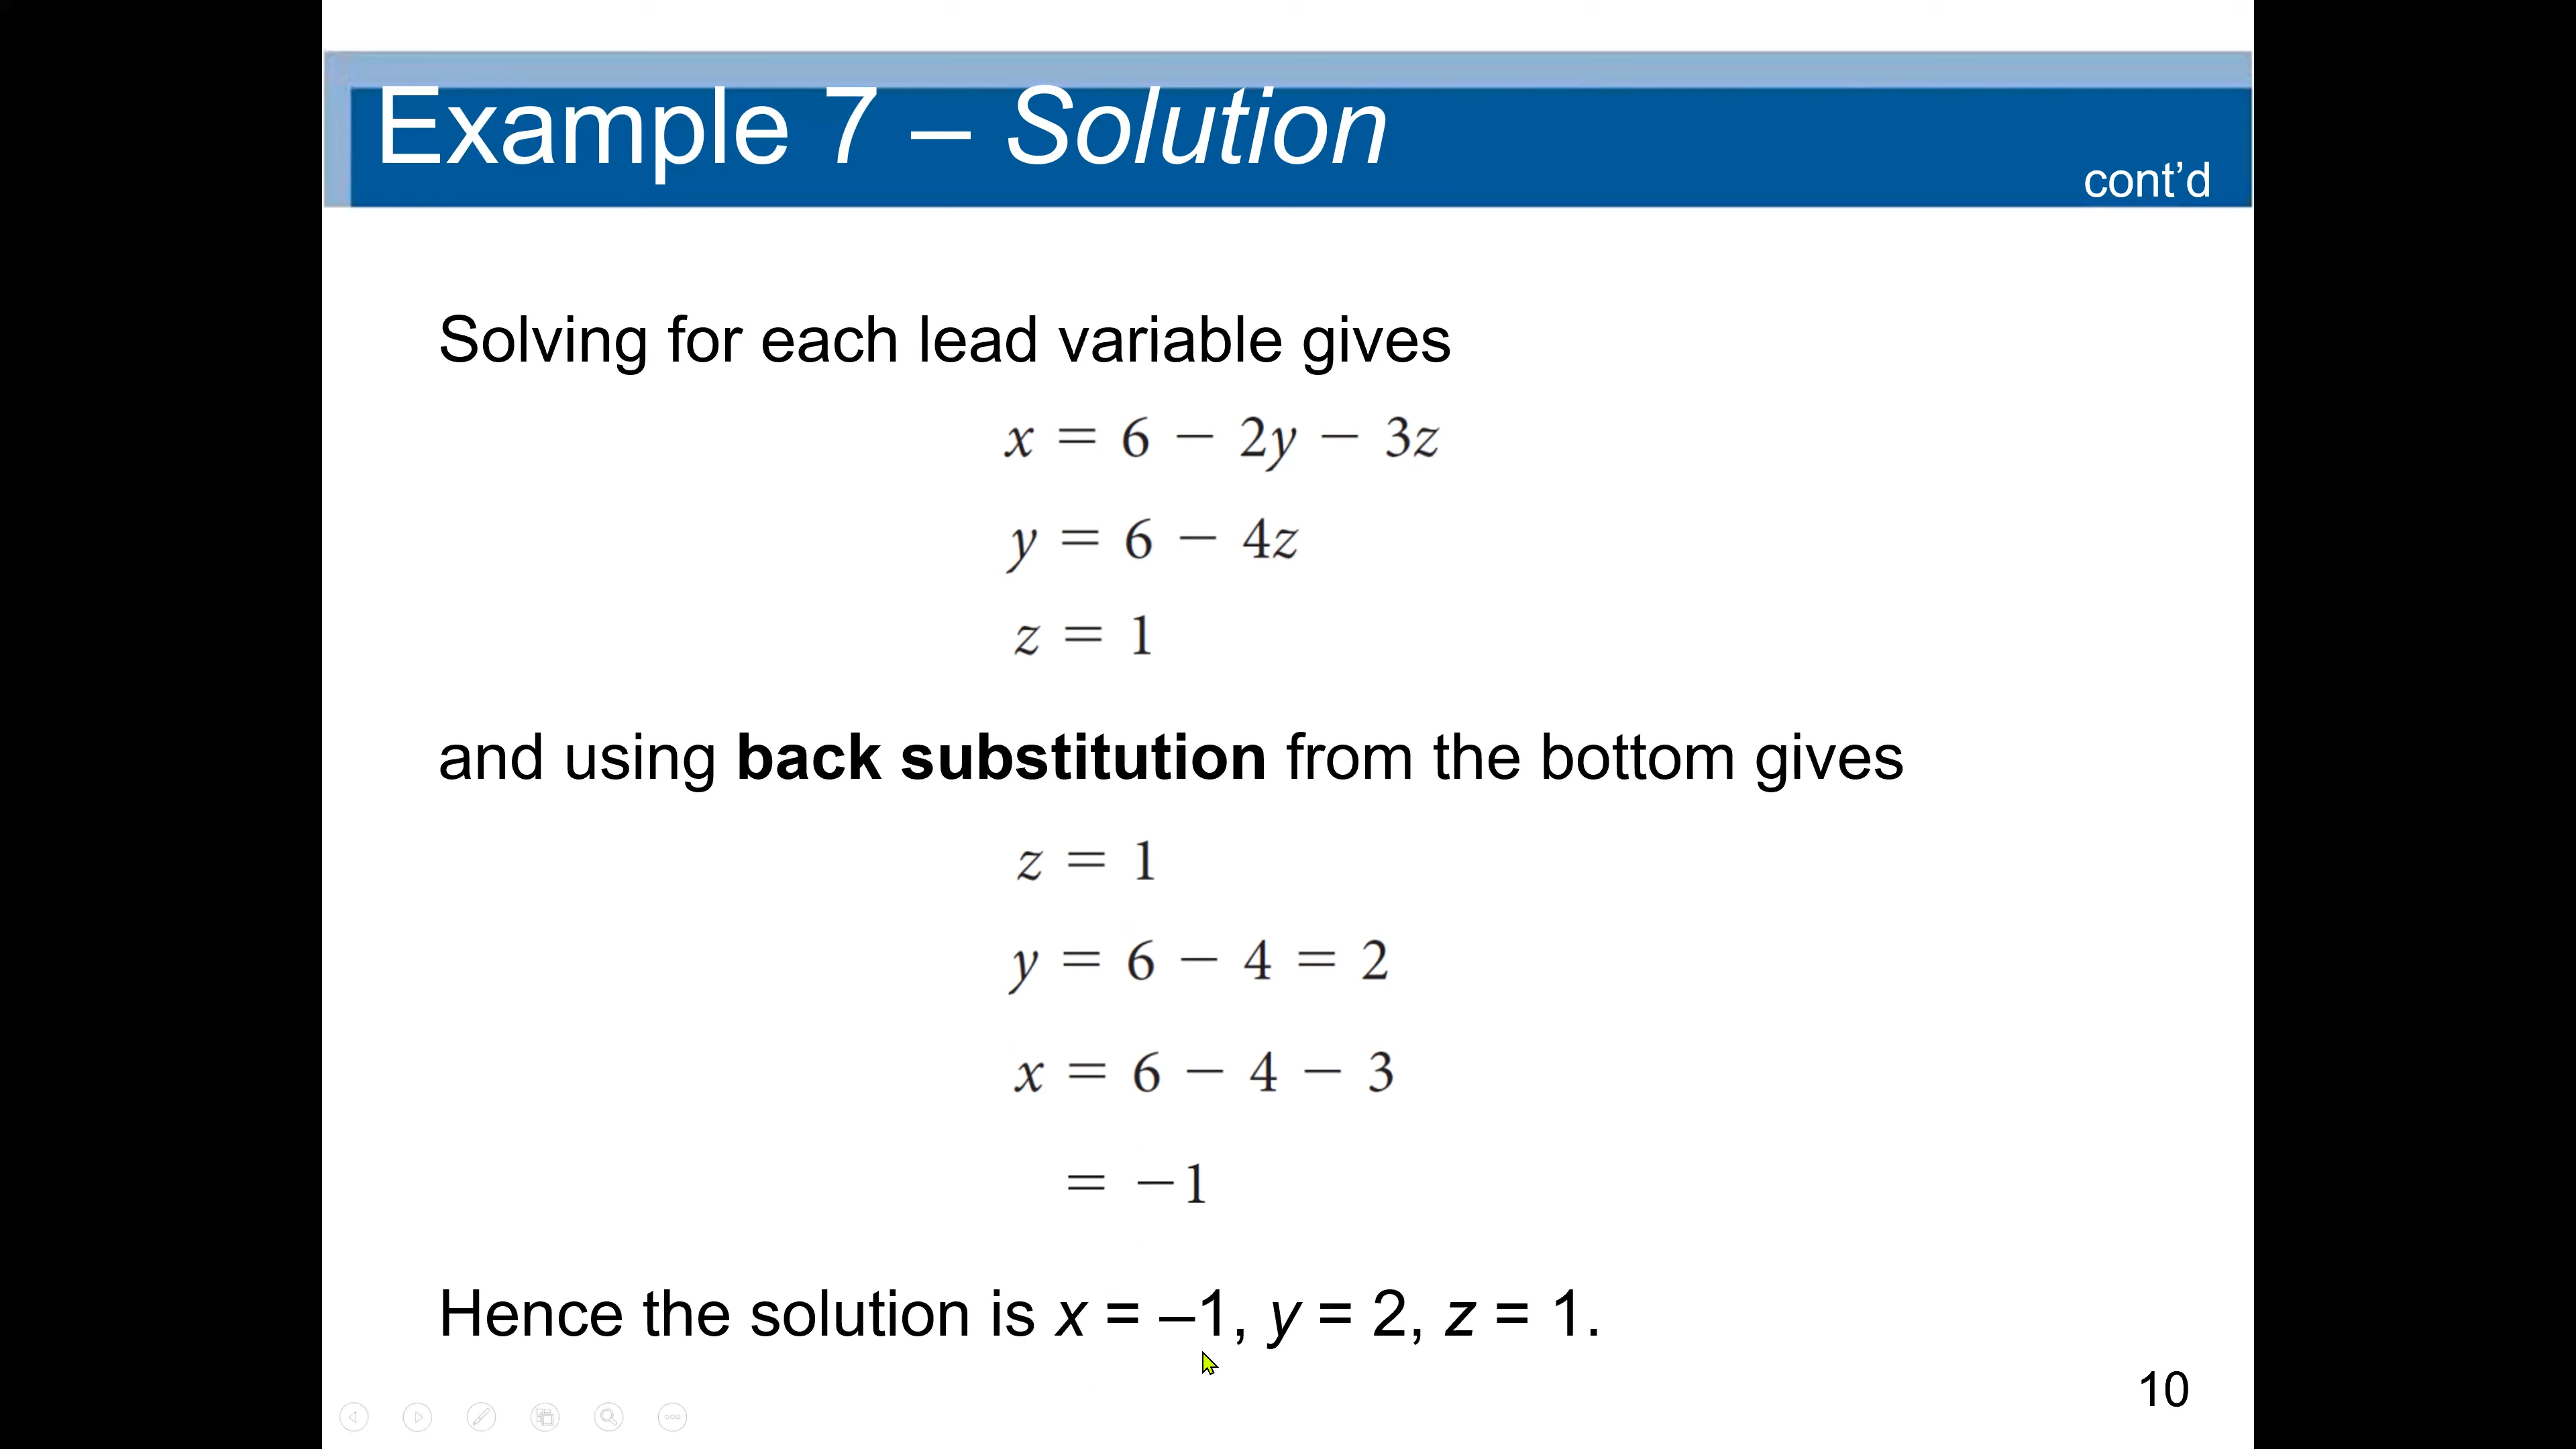 Example 7 – Solution
cont’d
Solving for each lead variable gives
x = 6 − 2y − 3z
y = 6 − 4z
z = 1
and using back substitution from the bottom gives
z = 1
y = 6 − 4 = 2
x = 6 − 4 − 3
= −1
Hence the solution is x = –1, y = 2, z = 1.
10